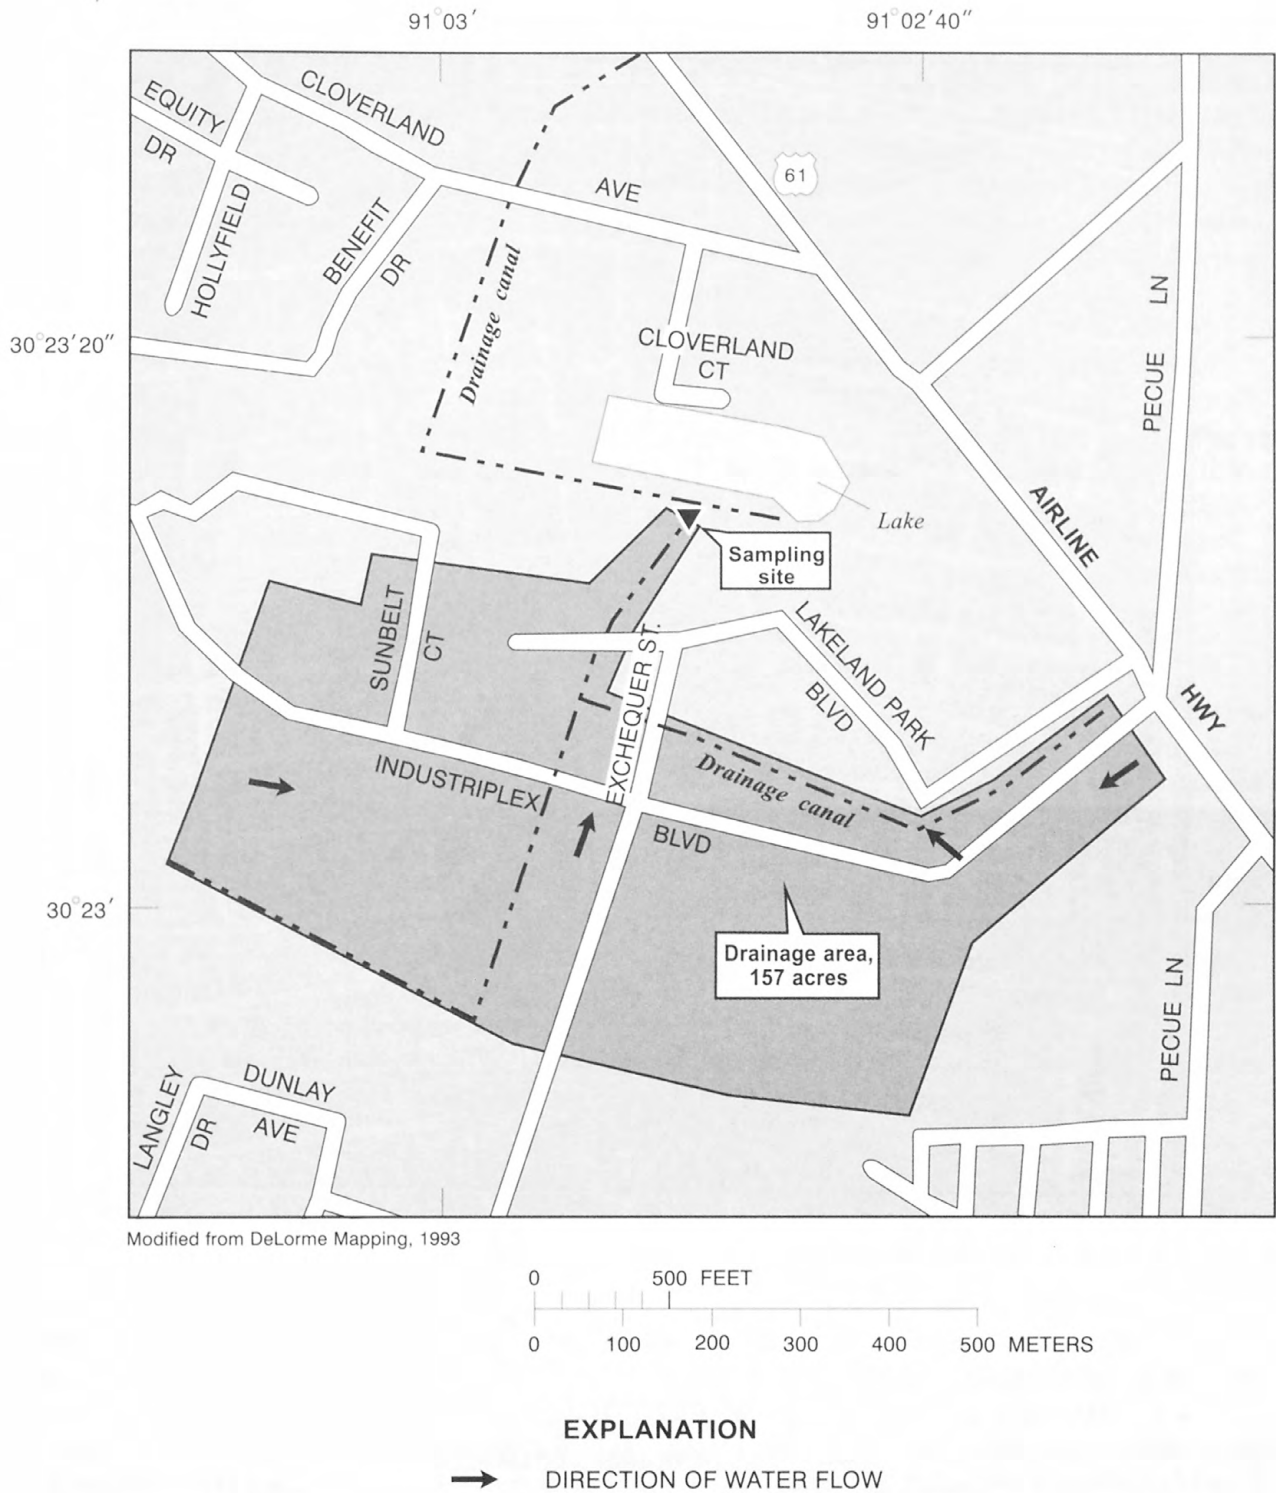 91°03′
91°02′40″
CLOVERLAND
EQUITY
DR
61
AVE
HOLLYFIELD
BENEFIT
DR
Drainage canal
PECUE LN
30°23′20″
CLOVERLAND
CT
AIRLINE
Lake
Sampling
site
SUNBELT
CT
EXCHEQUER ST.
LAKELAND PARK
BLVD
HWY
INDUSTRIPLEX
Drainage canal
BLVD
30°23′
Drainage area,
157 acres
PECUE LN
LANGLEY
DR
DUNLAY
AVE
Modified from DeLorme Mapping, 1993
0 500 FEET
0 100 200 300 400 500 METERS
EXPLANATION
DIRECTION OF WATER FLOW